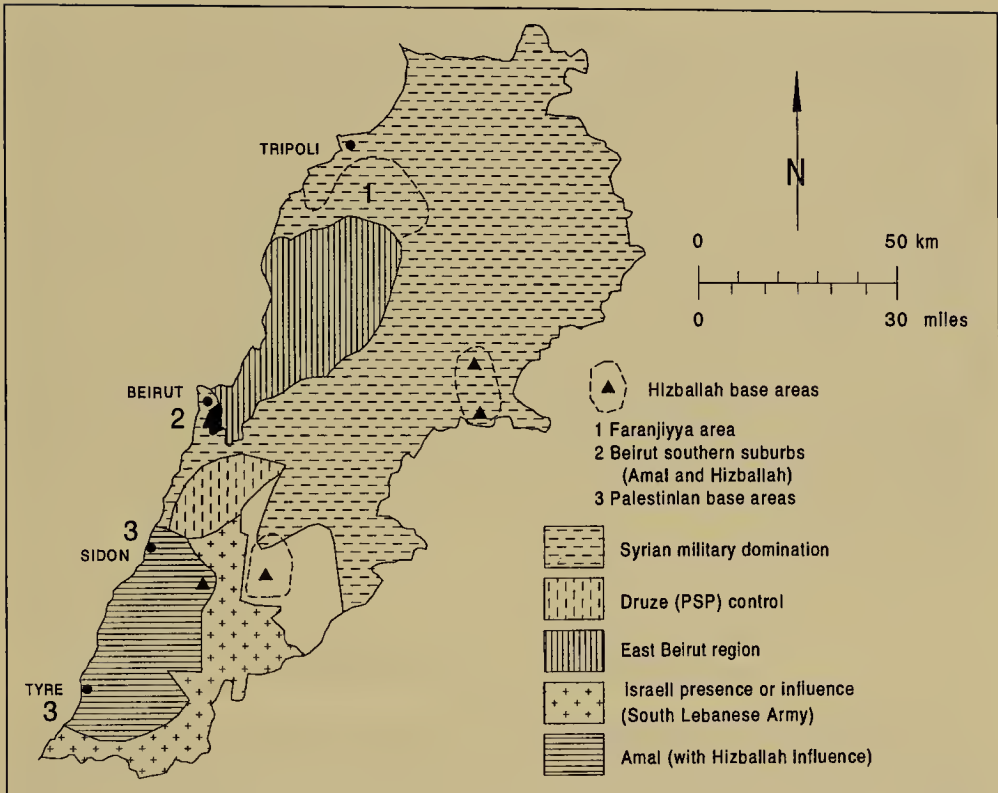 TRIPOLI
1
N
0 50 km
0 30 miles
BEIRUT
2
Hizballah base areas
1 Faranjiyya area
2 Beirut southern suburbs
(Amal and Hizballah)
3 Palestinian base areas
3
SIDON
Syrian military domination
Druze (PSP) control
East Beirut region
Israeli presence or influence
(South Lebanese Army)
TYRE
3
Amal (with Hizballah Influence)